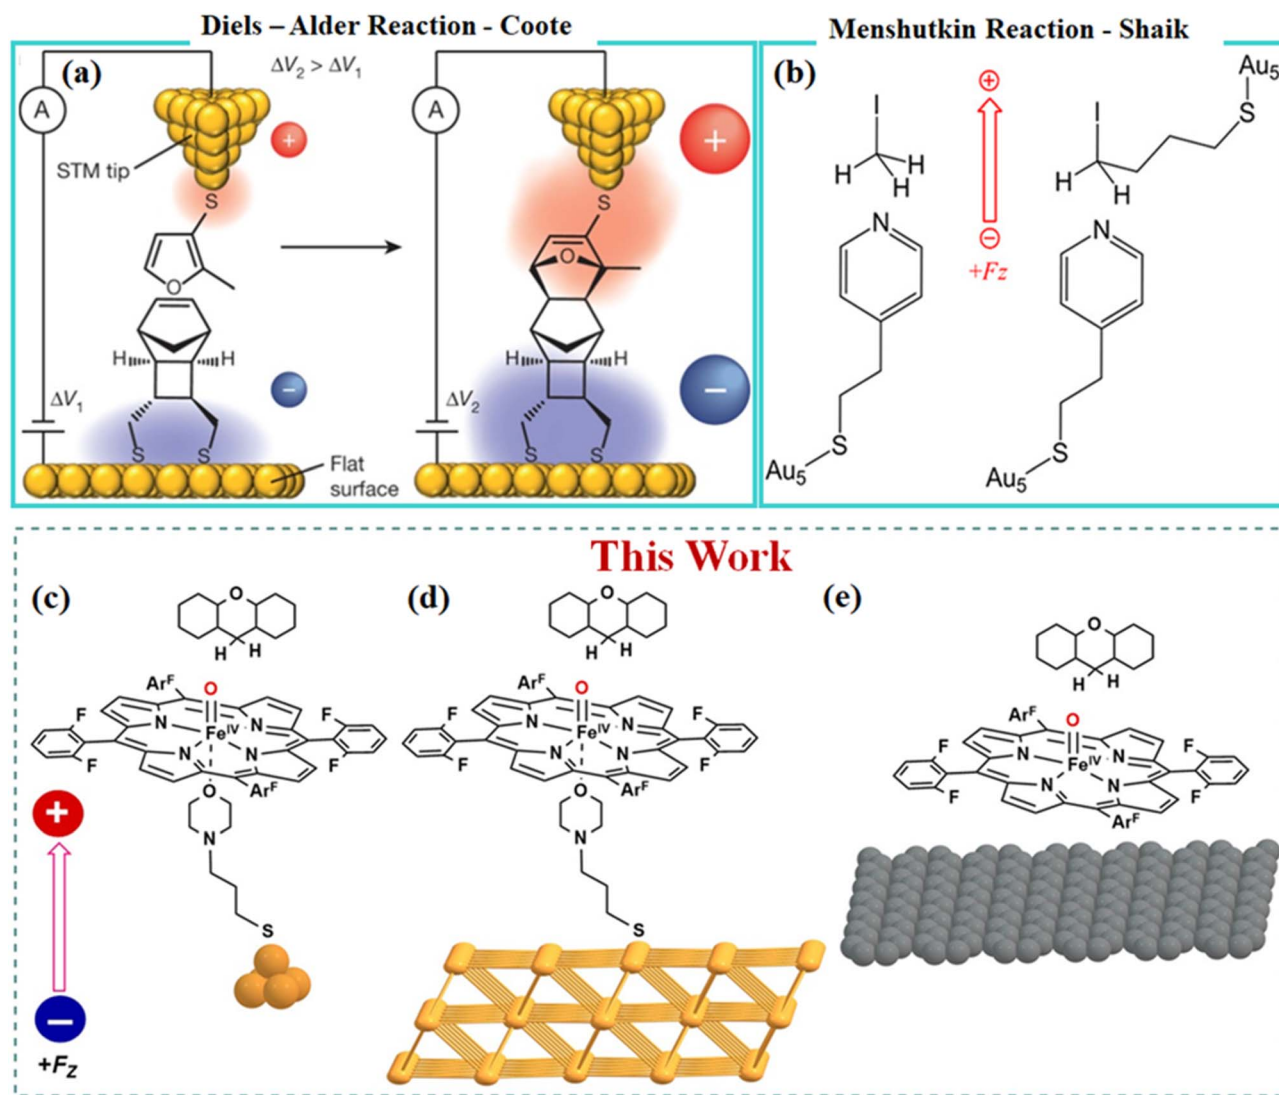 Diels – Alder Reaction - Coote
Menshutkin Reaction - Shaik
(a)
ΔV2 > ΔV1
A
STM tip
+
S
O
H
H
−
ΔV1
S
S
Flat
surface
A
+
S
O
H
H
−
ΔV2
S
S
(b)
I
H
H
H
N
S
Au5
+
−
+Fz
Au5
S
I
H
H
N
S
Au5
This Work
(c)
O
H H
ArF
O
F
F
N
FeIV
N
N
N
F
F
O
ArF
N
S
+
−
+FZ
(d)
O
H H
ArF
O
F
F
N
FeIV
N
N
N
F
F
O
ArF
N
S
(e)
O
H H
ArF
O
F
F
N
FeIV
N
N
N
F
F
ArF